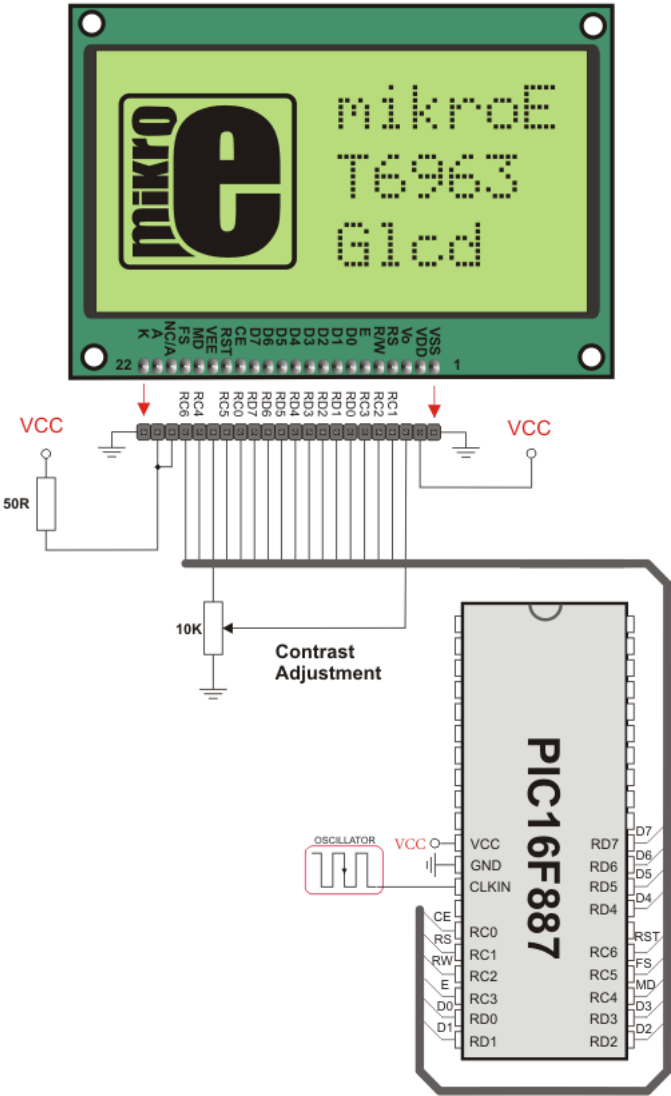 mikro
e
mikroE
T6963
Glcd
22 K A NC/A FS MD VEE RST CE D7 D6 D5 D4 D3 D2 D1 D0 E R/W RS Vo VDD VSS 1
RC6 RC4 RC5 RC0 RD7 RD6 RD5 RD4 RD3 RD2 RD1 RD0 RC3 RC2 RC1
VCC VCC
50R
10K
Contrast
Adjustment
PIC16F887
OSCILLATOR
VCC VCC RD7 D7
GND RD6 D6
CLKIN RD5 D5
RD4 D4
CE RC0
RS RC1 RC6 RST
RW RC2 RC5 FS
E RC3 RC4 MD
D0 RD0 RD3 D3
D1 RD1 RD2 D2